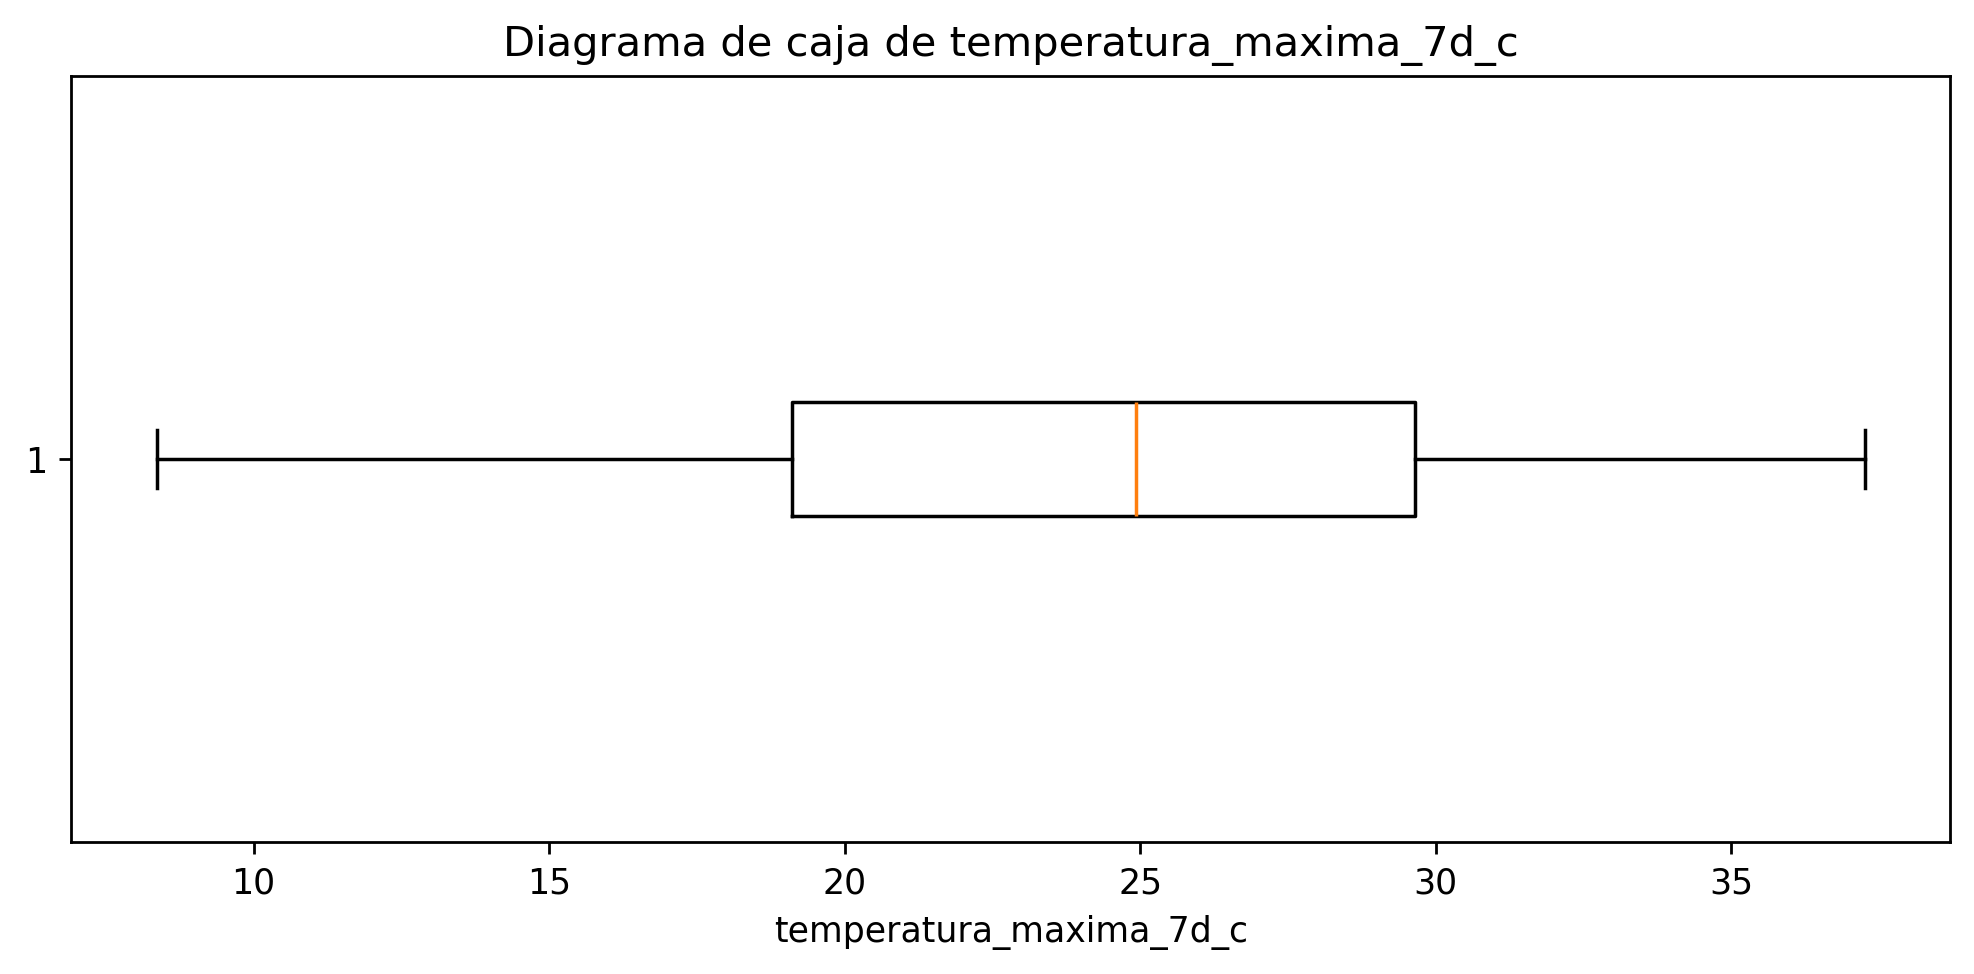 Diagrama de caja de temperatura_maxima_7d_c
1
10 15 20 25 30 35
temperatura_maxima_7d_c